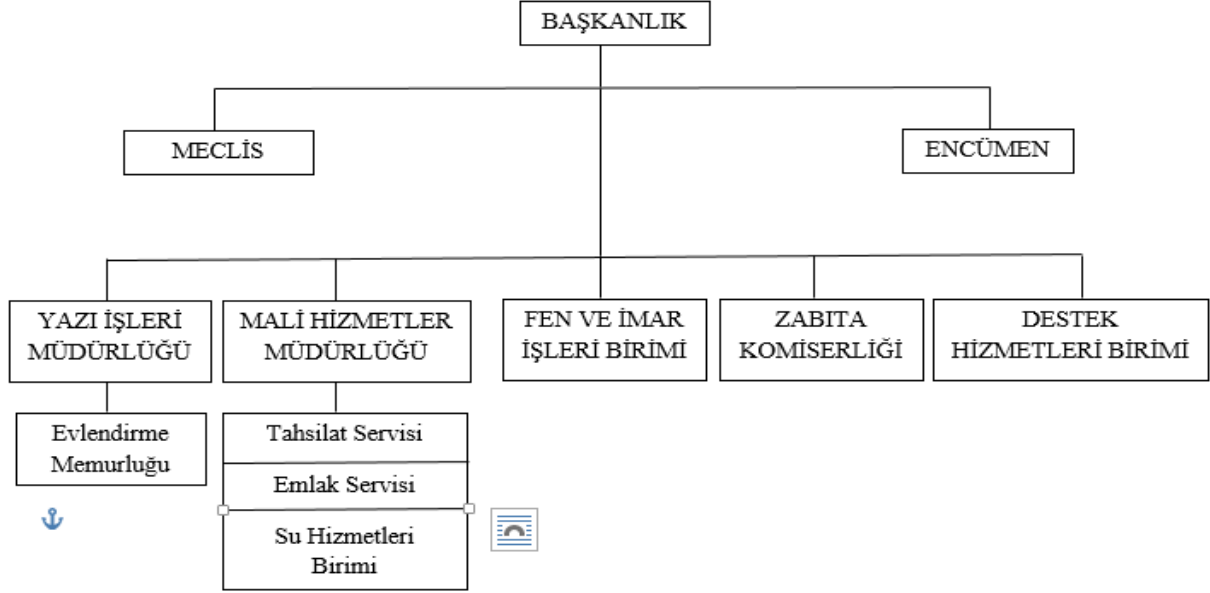 BAŞKANLIK
MECLİS
ENCÜMEN
YAZI İŞLERİ
MÜDÜRLÜĞÜ
MALİ HİZMETLER
MÜDÜRLÜĞÜ
FEN VE İMAR
İŞLERİ BİRİMİ
ZABITA
KOMİSERLİĞİ
DESTEK
HİZMETLERİ BİRİMİ
Evlendirme
Memurluğu
Tahsilat Servisi
Emlak Servisi
Su Hizmetleri
Birimi